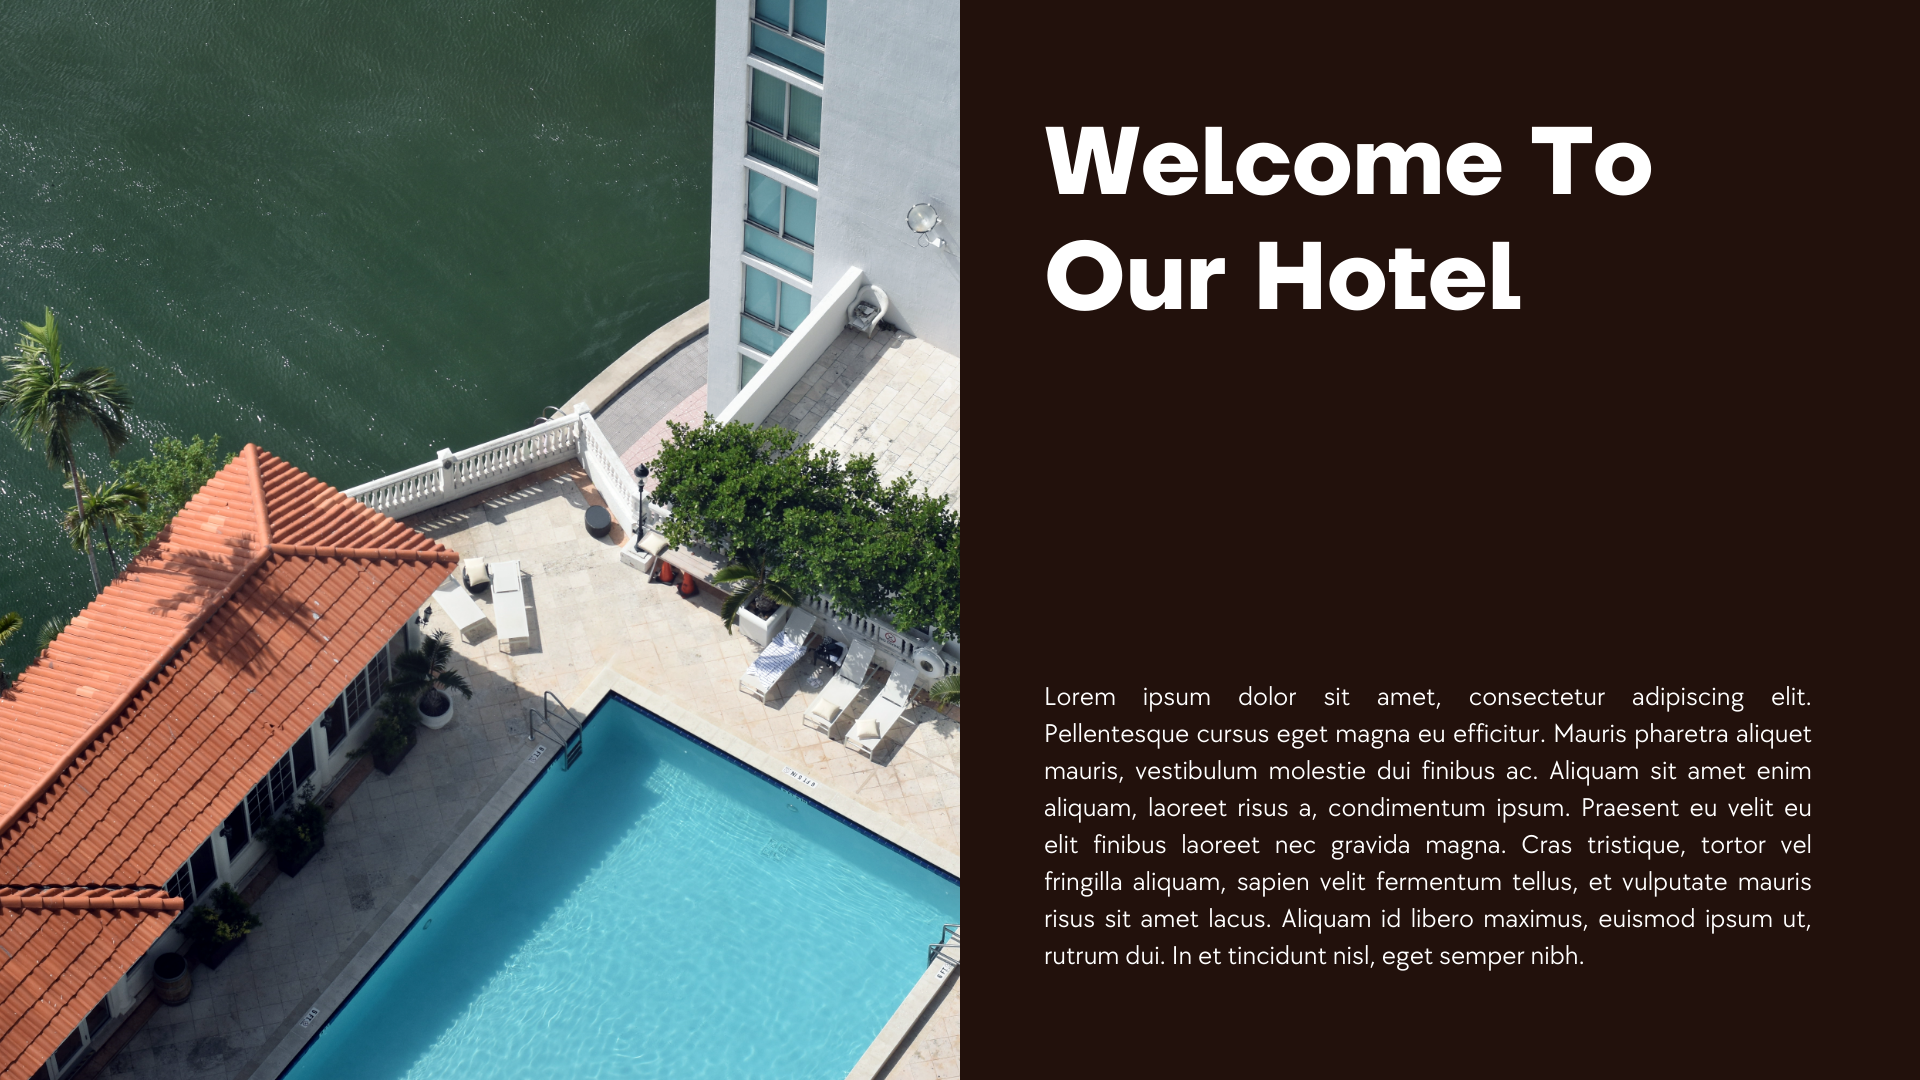 Welcome To
Our Hotel
Lorem ipsum dolor sit amet, consectetur adipiscing elit.
Pellentesque cursus eget magna eu efficitur. Mauris pharetra aliquet
mauris, vestibulum molestie dui finibus ac. Aliquam sit amet enim
aliquam, laoreet risus a, condimentum ipsum. Praesent eu velit eu
elit finibus laoreet nec gravida magna. Cras tristique, tortor vel
fringilla aliquam, sapien velit fermentum tellus, et vulputate mauris
risus sit amet lacus. Aliquam id libero maximus, euismod ipsum ut,
rutrum dui. In et tincidunt nisl, eget semper nibh.